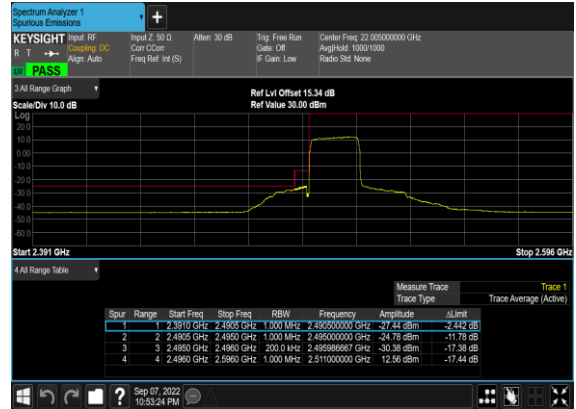 Spectrum Analyzer 1
Spurious Emissions
KEYSIGHT Input: RF Input Z: 50 Ω Atten: 30 dB Trig: Free Run Center Freq: 22.005000000 GHz
R T Coupling: DC Corr CCorr Gate: Off Avg|Hold: 1000/1000
Align: Auto Freq Ref: Int (S) IF Gain: Low Radio Std: None
LM PASS
3 All Range Graph
Ref Lvl Offset 15.34 dB
Scale/Div 10.0 dB Ref Value 30.00 dBm
Log
20.0
10.0
0.00
-10.0
-20.0
-30.0
-40.0
-50.0
-60.0
Start 2.391 GHz Stop 2.596 GHz
4 All Range Table
Measure Trace Trace 1
Trace Type Trace Average (Active)
Spur Range Start Freq Stop Freq RBW Frequency Amplitude ΔLimit
1 1 2.3910 GHz 2.4905 GHz 1.000 MHz 2.490500000 GHz -27.44 dBm -2.442 dB
2 2 2.4905 GHz 2.4950 GHz 1.000 MHz 2.495000000 GHz -24.78 dBm -11.78 dB
3 3 2.4950 GHz 2.4960 GHz 200.0 kHz 2.495986667 GHz -30.38 dBm -17.38 dB
4 4 2.4960 GHz 2.5960 GHz 1.000 MHz 2.511000000 GHz 12.56 dBm -17.44 dB
? Sep 07, 2022
10:53:24 PM